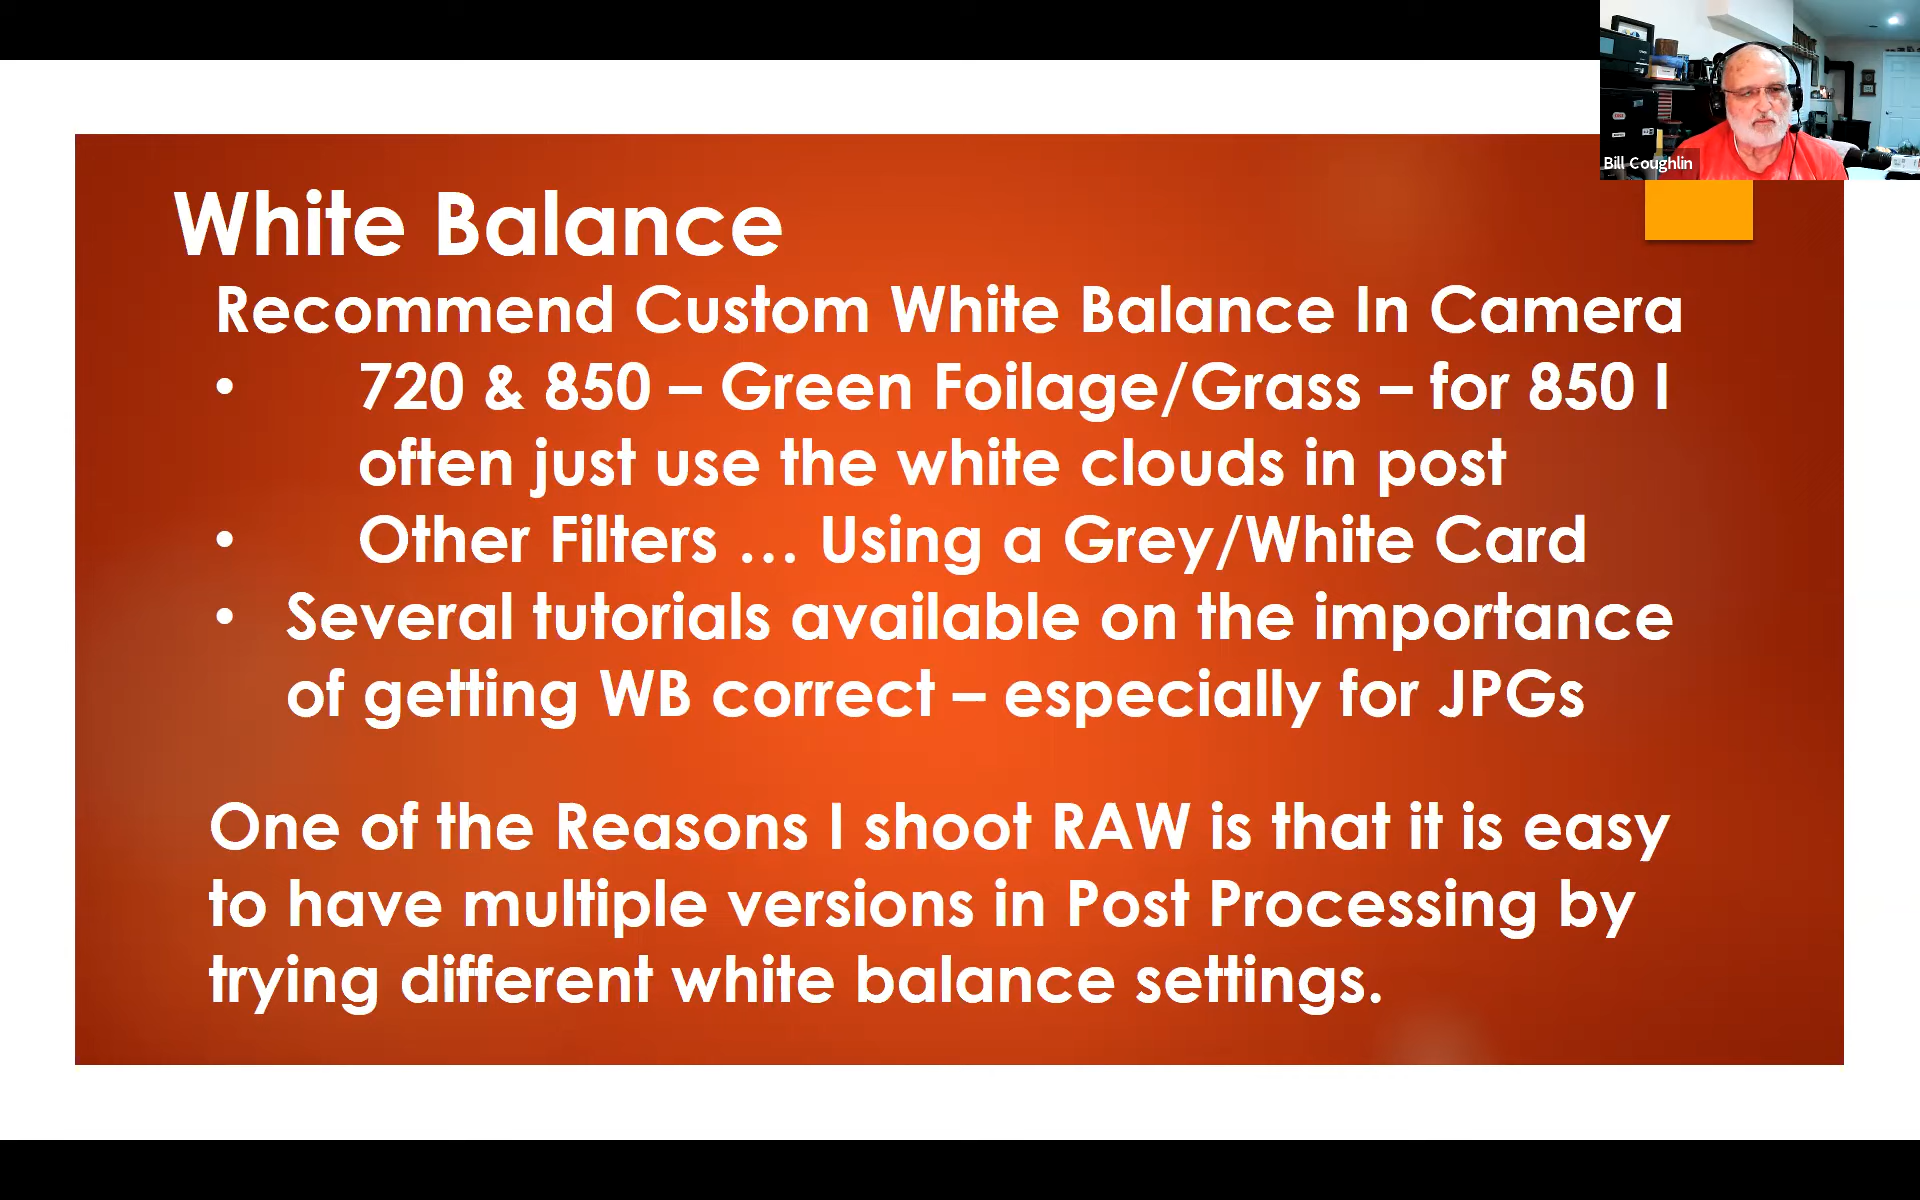 Bill Coughlin
White Balance
Recommend Custom White Balance In Camera
• 720 & 850 – Green Foilage/Grass – for 850 I
often just use the white clouds in post
• Other Filters … Using a Grey/White Card
• Several tutorials available on the importance
of getting WB correct – especially for JPGs
One of the Reasons I shoot RAW is that it is easy
to have multiple versions in Post Processing by
trying different white balance settings.